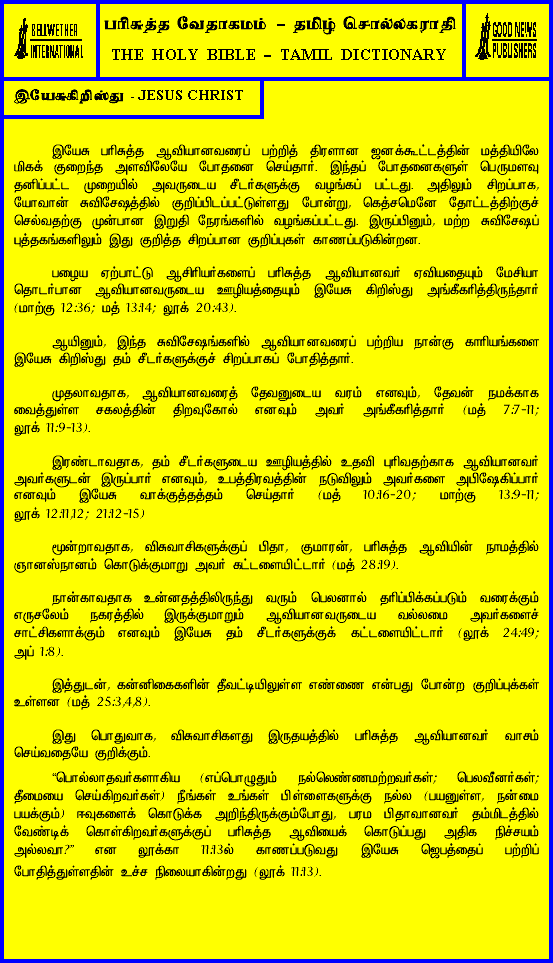 BELLWETHER
INTERNATIONAL
பரிசுத்த வேதாகமம் – தமிழ் சொல்லகராதி
THE HOLY BIBLE – TAMIL DICTIONARY
GOOD NEWS
PUBLISHERS
இயேசுகிறிஸ்து - JESUS CHRIST
இயேசு பரிசுத்த ஆவியானவரைப் பற்றித் திரளான ஜனக்கூட்டத்தின் மத்தியிலே
மிகக் குறைந்த அளவிலேயே போதனை செய்தார். இந்தப் போதனைகளுள் பெருமளவு
தனிப்பட்ட முறையில் அவருடைய சீடர்களுக்கு வழங்கப் பட்டது. அதிலும் சிறப்பாக,
யோவான் சுவிசேஷத்தில் குறிப்பிடப்பட்டுள்ளது போன்று, கெத்சமெனே தோட்டத்திற்குச்
செல்வதற்கு முன்பான இறுதி நேரங்களில் வழங்கப்பட்டது. இருப்பினும், மற்ற சுவிசேஷப்
புத்தகங்களிலும் இது குறித்த சிறப்பான குறிப்புகள் காணப்படுகின்றன.
பழைய ஏற்பாட்டு ஆசிரியர்களைப் பரிசுத்த ஆவியானவர் ஏவியதையும் மேசியா
தொடர்பான ஆவியானவருடைய ஊழியத்தையும் இயேசு கிறிஸ்து அங்கீகரித்திருந்தார்
(மாற்கு 12:36; மத் 13:14; லூக் 20:43).
ஆயினும், இந்த சுவிசேஷங்களில் ஆவியானவரைப் பற்றிய நான்கு காரியங்களை
இயேசு கிறிஸ்து தம் சீடர்களுக்குச் சிறப்பாகப் போதித்தார்.
முதலாவதாக, ஆவியானவரைத் தேவனுடைய வரம் எனவும், தேவன் நமக்காக
வைத்துள்ள சகலத்தின் திறவுகோல் எனவும் அவர் அங்கீகரித்தார் (மத் 7:7-11;
லூக் 11:9-13).
இரண்டாவதாக, தம் சீடர்களுடைய ஊழியத்தில் உதவி புரிவதற்காக ஆவியானவர்
அவர்களுடன் இருப்பார் எனவும், உபத்திரவத்தின் நடுவிலும் அவர்களை அபிஷேகிப்பார்
எனவும் இயேசு வாக்குத்தத்தம் செய்தார் (மத் 10:16-20; மாற்கு 13:9-11;
லூக் 12:11,12; 21:12-15)
மூன்றாவதாக, விசுவாசிகளுக்குப் பிதா, குமாரன், பரிசுத்த ஆவியின் நாமத்தில்
ஞானஸ்நானம் கொடுக்குமாறு அவர் கட்டளையிட்டார் (மத் 28:19).
நான்காவதாக உன்னதத்திலிருந்து வரும் பெலனால் தரிப்பிக்கப்படும் வரைக்கும்
எருசலேம் நகரத்தில் இருக்குமாறும் ஆவியானவருடைய வல்லமை அவர்களைச்
சாட்சிகளாக்கும் எனவும் இயேசு தம் சீடர்களுக்குக் கட்டளையிட்டார் (லூக் 24:49;
அப் 1:8).
இத்துடன், கன்னிகைகளின் தீவட்டியிலுள்ள எண்ணை என்பது போன்ற குறிப்புக்கள்
உள்ளன (மத் 25:3,4,8).
இது பொதுவாக, விசுவாசிகளது இருதயத்தில் பரிசுத்த ஆவியானவர் வாசம்
செய்வதையே குறிக்கும்.
“பொல்லாதவர்களாகிய (எப்பொழுதும் நல்லெண்ணமற்றவர்கள்; பெலவீனர்கள்;
தீமையை செய்கிறவர்கள்) நீங்கள் உங்கள் பிள்ளைகளுக்கு நல்ல (பயனுள்ள, நன்மை
பயக்கும்) ஈவுகளைக் கொடுக்க அறிந்திருக்கும்போது, பரம பிதாவானவர் தம்மிடத்தில்
வேண்டிக் கொள்கிறவர்களுக்குப் பரிசுத்த ஆவியைக் கொடுப்பது அதிக நிச்சயம்
அல்லவா?” என லூக்கா 11:13ல் காணப்படுவது இயேசு ஜெபத்தைப் பற்றிப்
போதித்துள்ளதின் உச்ச நிலையாகின்றது (லூக் 11:13).